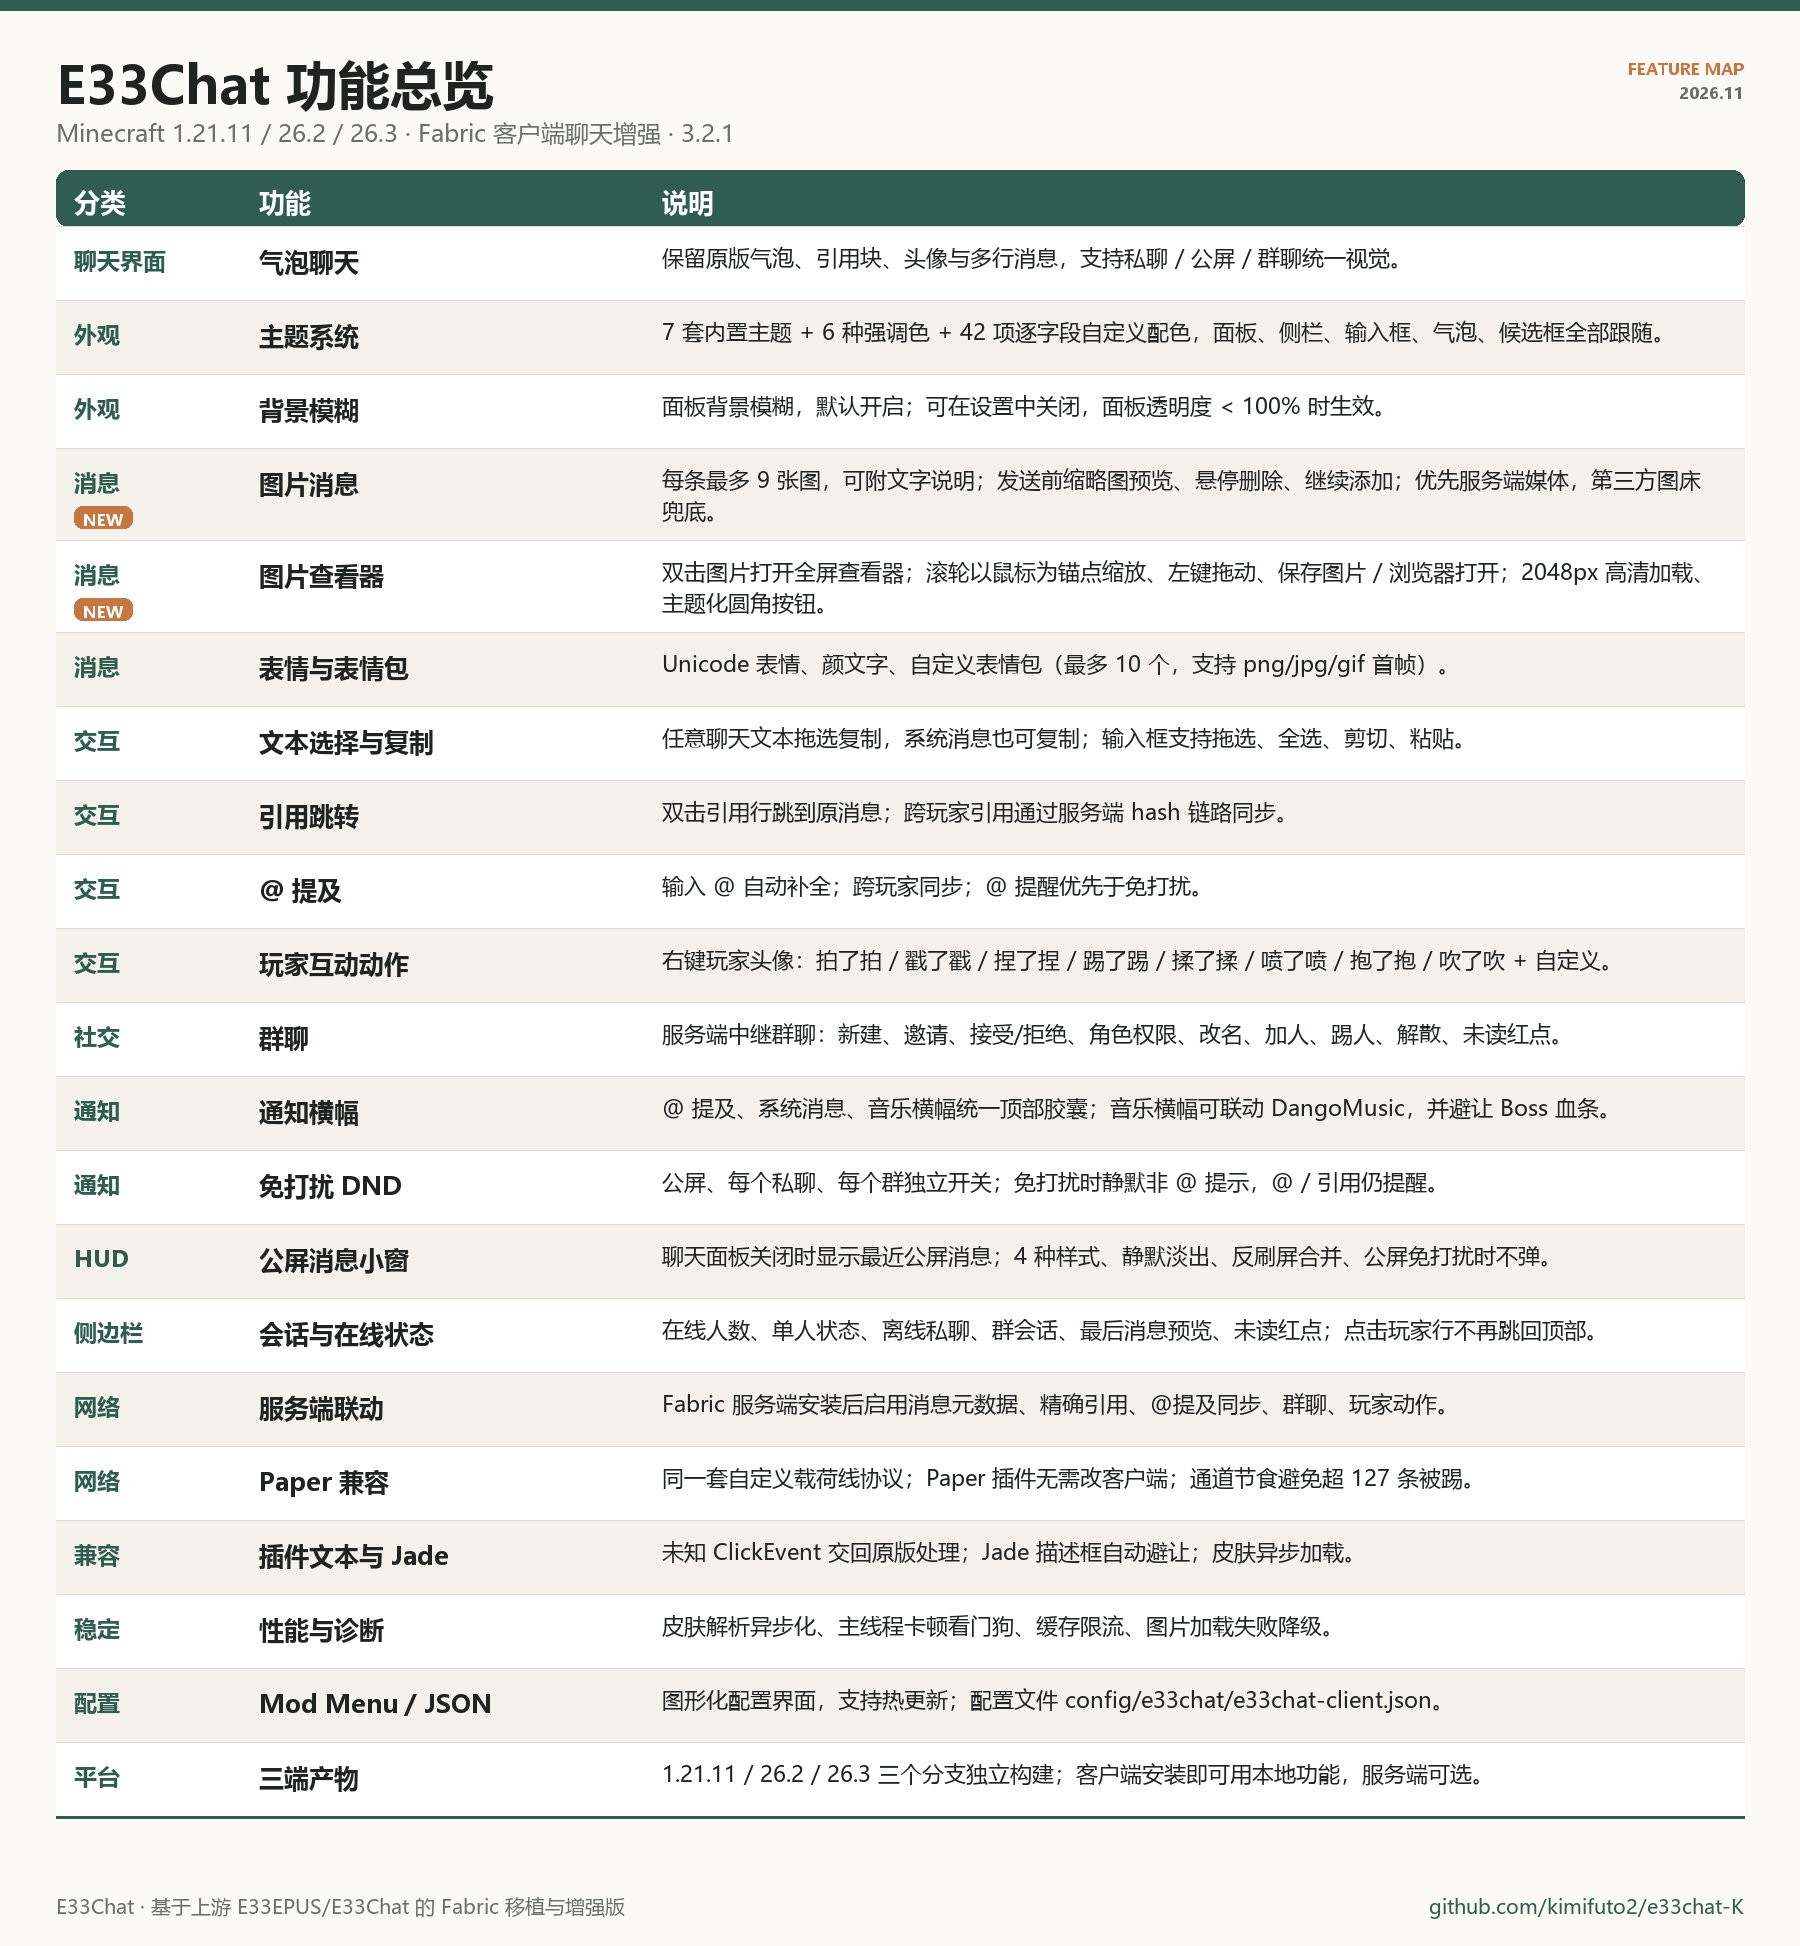 E33Chat 功能总览
FEATURE MAP
2026.11
Minecraft 1.21.11 / 26.2 / 26.3 · Fabric 客户端聊天增强 · 3.2.1
分类 功能 说明
聊天界面 气泡聊天 保留原版气泡、引用块、头像与多行消息，支持私聊 / 公屏 / 群聊统一视觉。
外观 主题系统 7 套内置主题 + 6 种强调色 + 42 项逐字段自定义配色，面板、侧栏、输入框、气泡、候选框全部跟随。
外观 背景模糊 面板背景模糊，默认开启；可在设置中关闭，面板透明度 < 100% 时生效。
消息 图片消息 每条最多 9 张图，可附文字说明；发送前缩略图预览、悬停删除、继续添加；优先服务端媒体，第三方图床
NEW 兜底。
消息 图片查看器 双击图片打开全屏查看器；滚轮以鼠标为锚点缩放、左键拖动、保存图片 / 浏览器打开；2048px 高清加载、
NEW 主题化圆角按钮。
消息 表情与表情包 Unicode 表情、颜文字、自定义表情包（最多 10 个，支持 png/jpg/gif 首帧）。
交互 文本选择与复制 任意聊天文本拖选复制，系统消息也可复制；输入框支持拖选、全选、剪切、粘贴。
交互 引用跳转 双击引用行跳到原消息；跨玩家引用通过服务端 hash 链路同步。
交互 @ 提及 输入 @ 自动补全；跨玩家同步；@ 提醒优先于免打扰。
交互 玩家互动动作 右键玩家头像：拍了拍 / 戳了戳 / 捏了捏 / 踢了踢 / 揉了揉 / 喷了喷 / 抱了抱 / 吹了吹 + 自定义。
社交 群聊 服务端中继群聊：新建、邀请、接受/拒绝、角色权限、改名、加人、踢人、解散、未读红点。
通知 通知横幅 @ 提及、系统消息、音乐横幅统一顶部胶囊；音乐横幅可联动 DangoMusic，并避让 Boss 血条。
通知 免打扰 DND 公屏、每个私聊、每个群独立开关；免打扰时静默非 @ 提示，@ / 引用仍提醒。
HUD 公屏消息小窗 聊天面板关闭时显示最近公屏消息；4 种样式、静默淡出、反刷屏合并、公屏免打扰时不弹。
侧边栏 会话与在线状态 在线人数、单人状态、离线私聊、群会话、最后消息预览、未读红点；点击玩家行不再跳回顶部。
网络 服务端联动 Fabric 服务端安装后启用消息元数据、精确引用、@提及同步、群聊、玩家动作。
网络 Paper 兼容 同一套自定义载荷线协议；Paper 插件无需改客户端；通道节食避免超 127 条被踢。
兼容 插件文本与 Jade 未知 ClickEvent 交回原版处理；Jade 描述框自动避让；皮肤异步加载。
稳定 性能与诊断 皮肤解析异步化、主线程卡顿看门狗、缓存限流、图片加载失败降级。
配置 Mod Menu / JSON 图形化配置界面，支持热更新；配置文件 config/e33chat/e33chat-client.json。
平台 三端产物 1.21.11 / 26.2 / 26.3 三个分支独立构建；客户端安装即可用本地功能，服务端可选。
E33Chat · 基于上游 E33EPUS/E33Chat 的 Fabric 移植与增强版
github.com/kimifuto2/e33chat-K